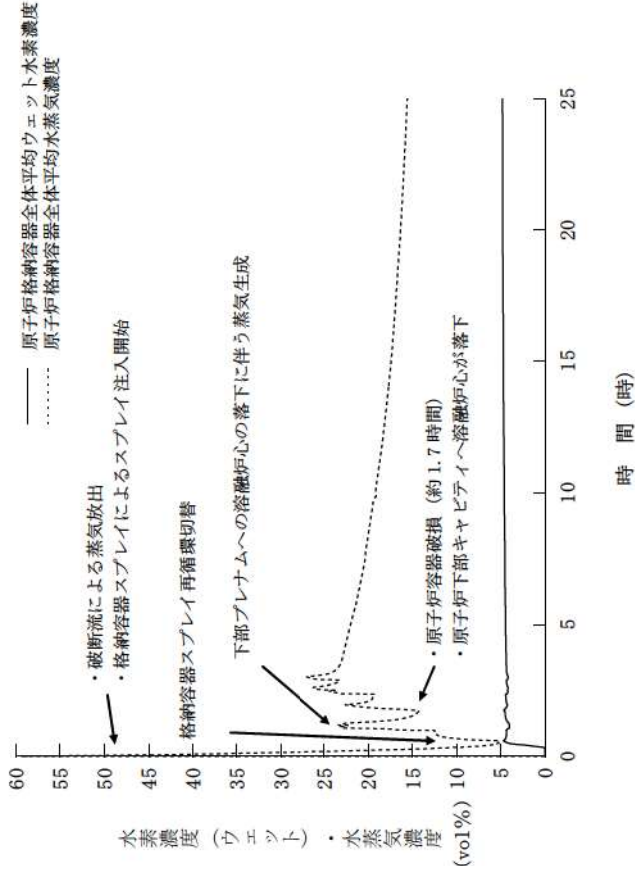 原子炉格納容器全体平均ウェット水素濃度
原子炉格納容器全体平均水蒸気濃度
・破断流による蒸気放出
・格納容器スプレイによるスプレイ注入開始
格納容器スプレイ再循環切替
下部プレナムへの溶融炉心の落下に伴う蒸気生成
・原子炉容器破損（約1.7時間）
・原子炉下部キャビティへ溶融炉心が落下
水素濃度（ウェット）・水蒸気濃度
(vol%)
60
55
50
45
40
35
30
25
20
15
10
5
0
0
5
10
15
20
25
時 間 (時)